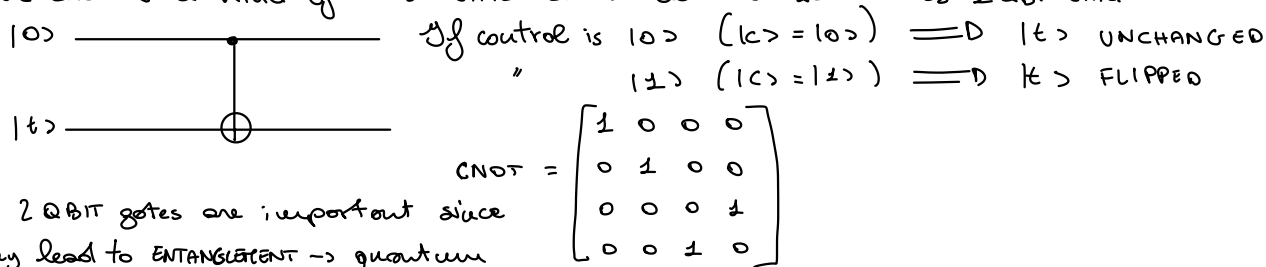 |0>
If control is |0> (|c> = |0>) ⟹ |t> UNCHANGED
" |1> (|c> = |1>) ⟹ |t> FLIPPED
|t>
CNOT = [1 0 0 0
0 1 0 0
0 0 0 1
0 0 1 0]
2 QBIT gates are important since
lead to ENTANGLEMENT -> quantum